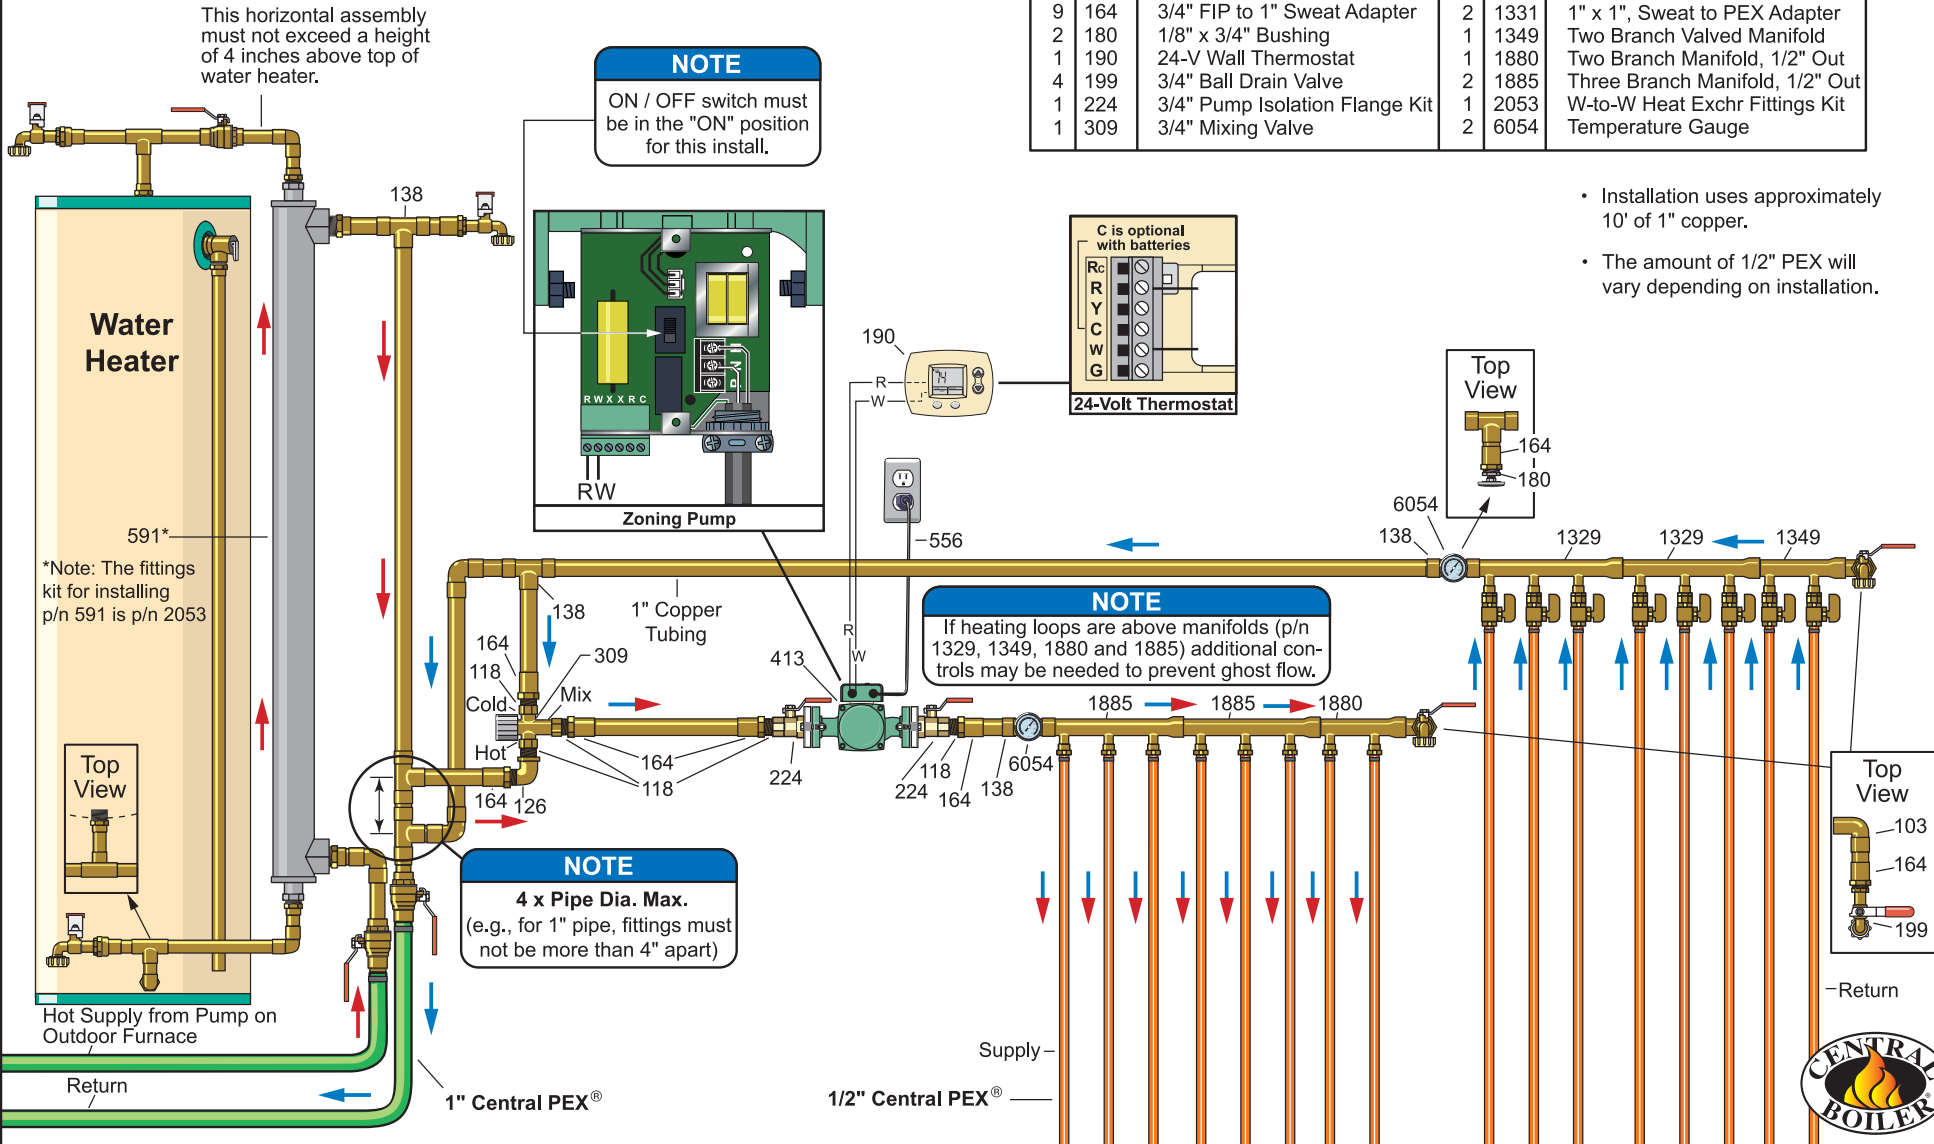 This horizontal assembly
must not exceed a height
of 4 inches above top of
water heater.
9 164 3/4" FIP to 1" Sweat Adapter 2 1331 1" x 1", Sweat to PEX Adapter
2 180 1/8" x 3/4" Bushing 1 1349 Two Branch Valved Manifold
1 190 24-V Wall Thermostat 1 1880 Two Branch Manifold, 1/2" Out
4 199 3/4" Ball Drain Valve 2 1885 Three Branch Manifold, 1/2" Out
1 224 3/4" Pump Isolation Flange Kit 1 2053 W-to-W Heat Exchr Fittings Kit
1 309 3/4" Mixing Valve 2 6054 Temperature Gauge
NOTE
ON / OFF switch must
be in the "ON" position
for this install.
• Installation uses approximately
10' of 1" copper.
• The amount of 1/2" PEX will
vary depending on installation.
138
Water
Heater
591*
*Note: The fittings
kit for installing
p/n 591 is p/n 2053
Top
View
Hot Supply from Pump on
Outdoor Furnace
Return
1" Central PEX®
P N
R W X X R C
RW
Zoning Pump
C is optional
with batteries
RC
R
Y
C
W
G
24-Volt Thermostat
190
74
R
W
556
R
W
413
1" Copper
Tubing
138
164
118
309
Cold
Mix
Hot
164
118
164
126
224
NOTE
4 x Pipe Dia. Max.
(e.g., for 1" pipe, fittings must
not be more than 4" apart)
NOTE
If heating loops are above manifolds (p/n
1329, 1349, 1880 and 1885) additional con-
trols may be needed to prevent ghost flow.
1885
1885
1880
224
118
164
138
6054
Top
View
164
180
6054
138
1329
1329
1349
Top
View
103
164
199
Return
Supply
1/2" Central PEX®
CENTRAL
BOILER®